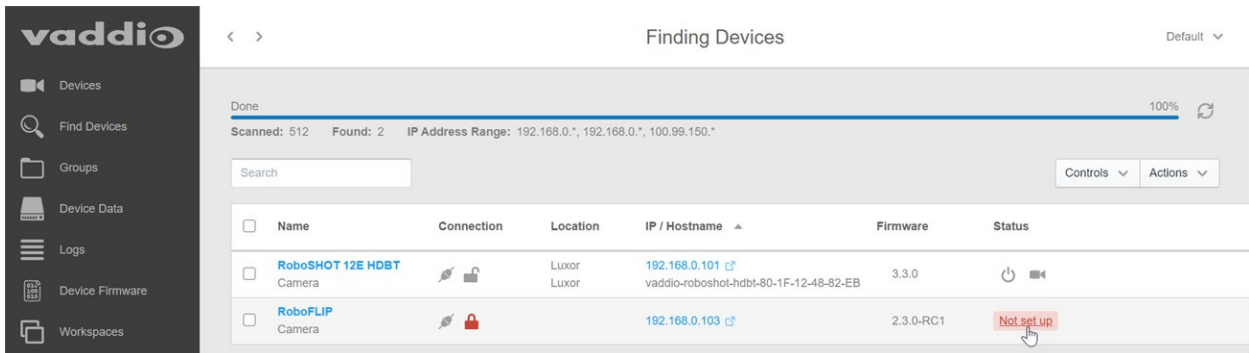 vaddio
Finding Devices
Default
Devices
Find Devices
Groups
Device Data
Logs
Device Firmware
Workspaces
Done
100%
Scanned: 512 Found: 2 IP Address Range: 192.168.0.*, 192.168.0.*, 100.99.150.*
Search
Controls
Actions
Name Connection Location IP / Hostname Firmware Status
RoboSHOT 12E HDBT Luxor 192.168.0.101 3.3.0
Camera Luxor vaddio-roboshot-hdbt-80-1F-12-48-82-EB
RoboFLIP 192.168.0.103 2.3.0-RC1 Not set up
Camera